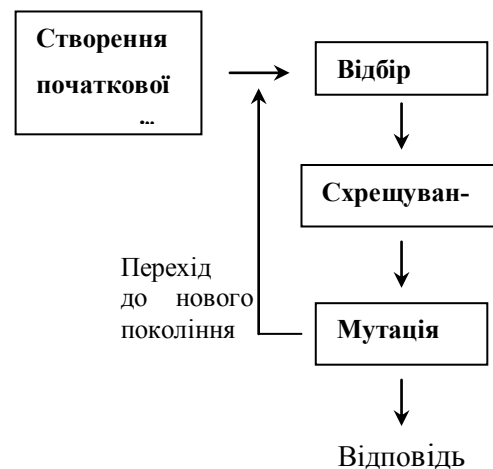 Створення
початкової
Відбір
Схрещуван-
Перехід
до нового
покоління
Мутація
Відповідь